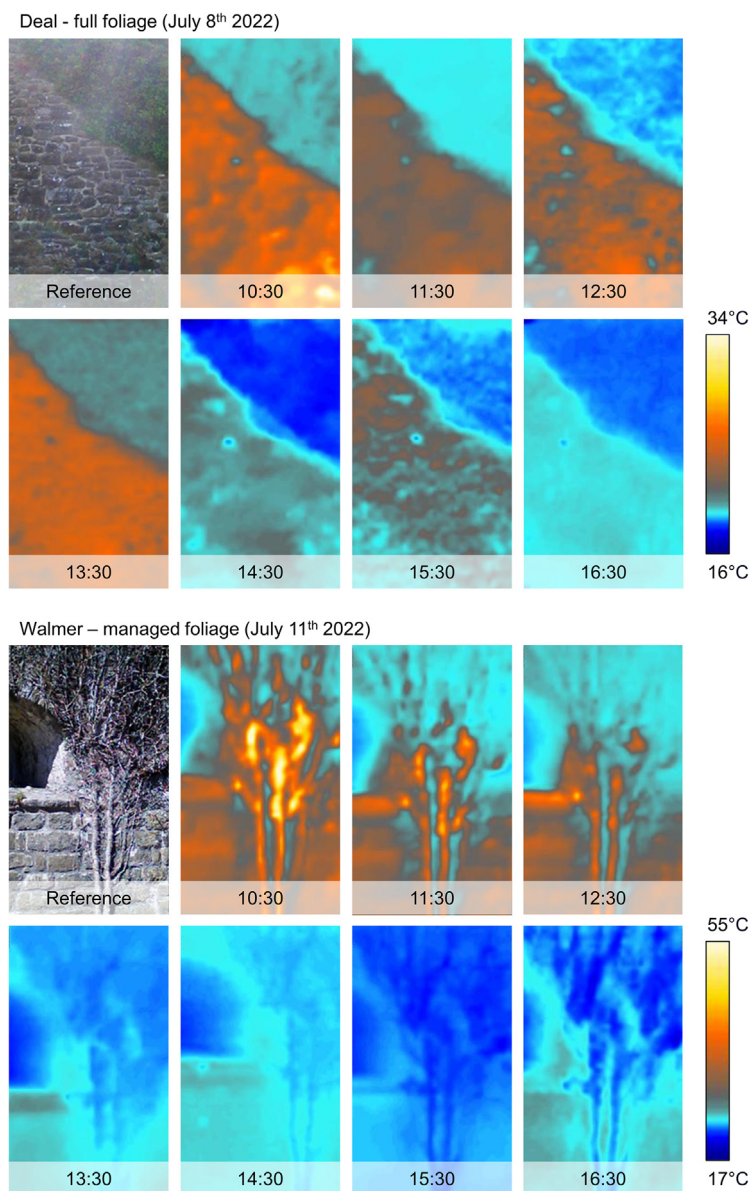 Deal - full foliage (July 8th 2022)
Reference
10:30
11:30
12:30
34°C
13:30
14:30
15:30
16:30
16°C
Walmer – managed foliage (July 11th 2022)
Reference
10:30
11:30
12:30
55°C
13:30
14:30
15:30
16:30
17°C